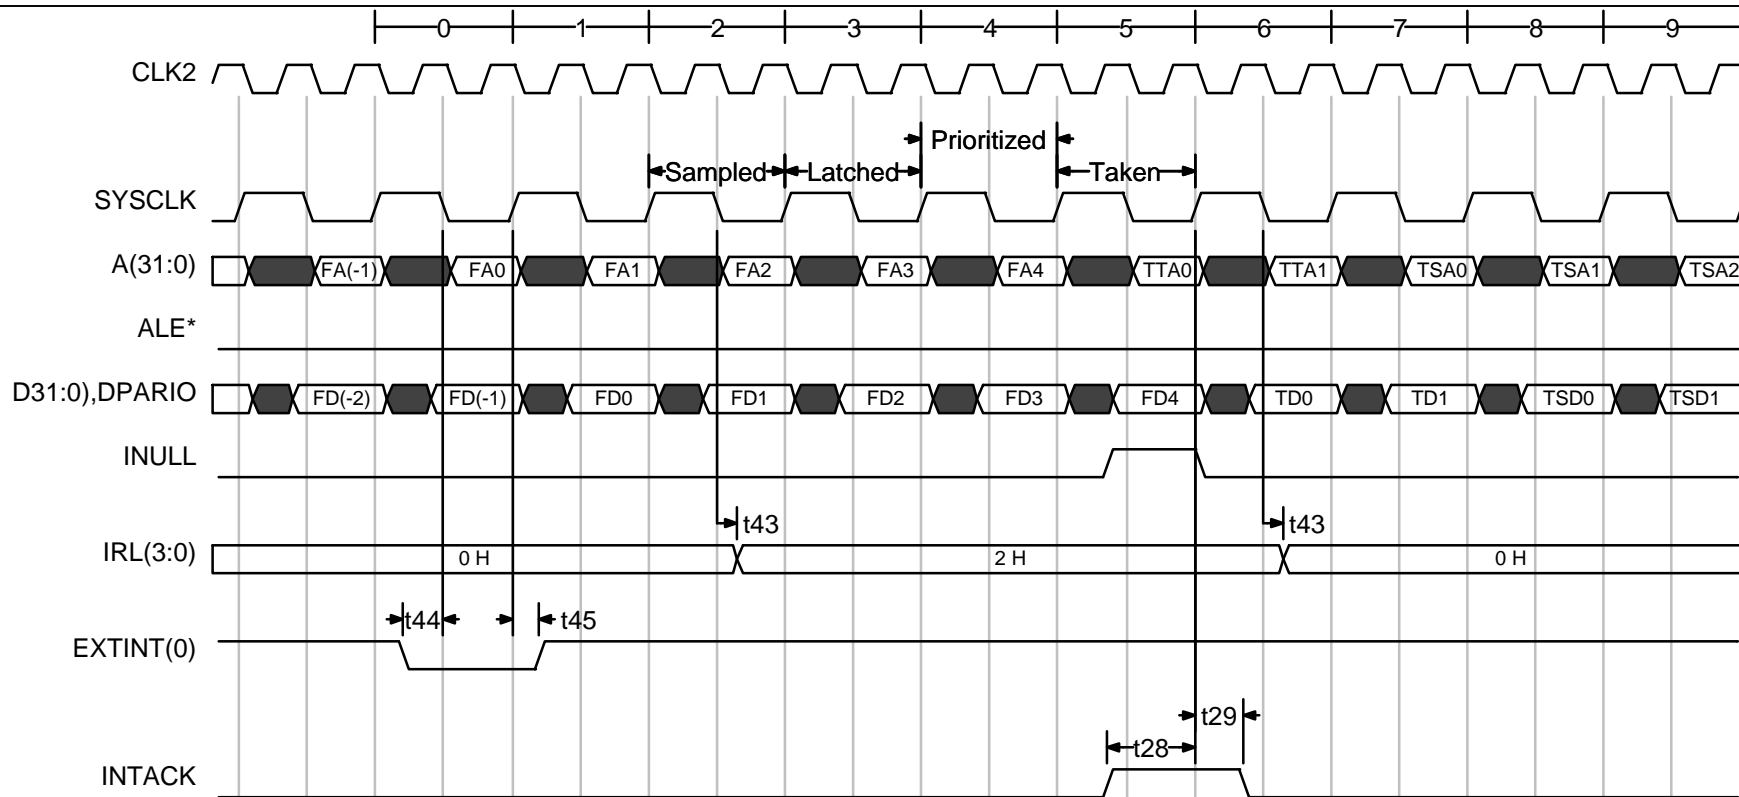 0 1 2 3 4 5 6 7 8 9
CLK2
Prioritized
Sampled Latched Taken
SYSCLK
A(31:0) FA(-1) FA0 FA1 FA2 FA3 FA4 TTA0 TTA1 TSA0 TSA1 TSA2
ALE*
D31:0),DPARIO FD(-2) FD(-1) FD0 FD1 FD2 FD3 FD4 TD0 TD1 TSD0 TSD1
INULL
t43 t43
IRL(3:0) 0 H 2 H 0 H
t44 t45
EXTINT(0)
t29
t28
INTACK